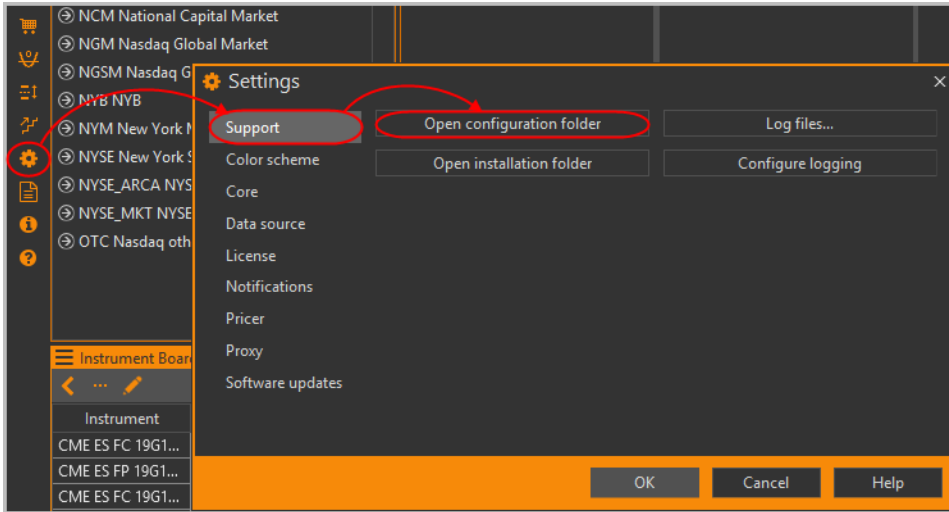 NCM National Capital Market
NGM Nasdaq Global Market
NGSM Nasdaq G
NYB NYB
NYM New York
NYSE New York S
NYSE_ARCA NYS
NYSE_MKT NYSE
OTC Nasdaq oth
Settings
Support
Color scheme
Core
Data source
License
Notifications
Pricer
Proxy
Software updates
Open configuration folder
Log files...
Open installation folder
Configure logging
Instrument Boar
Instrument
CME ES FC 19G1...
CME ES FP 19G1...
CME ES FC 19G1...
OK
Cancel
Help